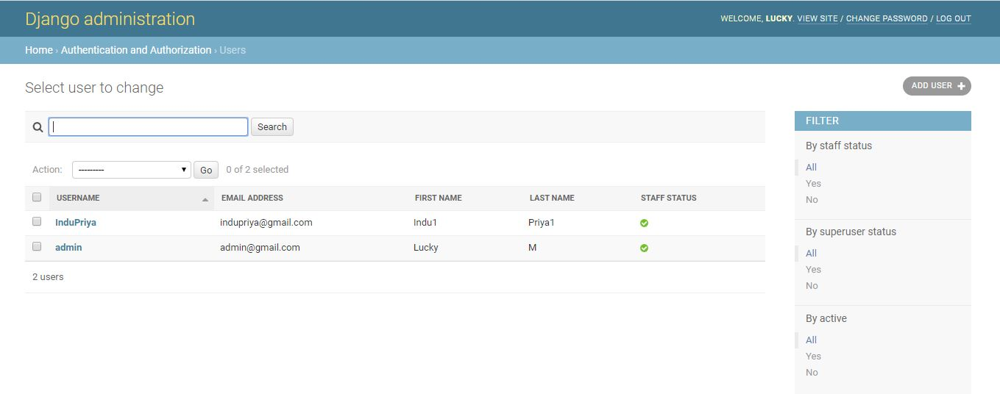 Django administration
WELCOME, LUCKY. VIEW SITE / CHANGE PASSWORD / LOG OUT
Home › Authentication and Authorization › Users
Select user to change
ADD USER +
Search
Action: --------- Go 0 of 2 selected
USERNAME EMAIL ADDRESS FIRST NAME LAST NAME STAFF STATUS
InduPriya indupriya@gmail.com Indu1 Priya1
admin admin@gmail.com Lucky M
2 users
FILTER
By staff status
All
Yes
No
By superuser status
All
Yes
No
By active
All
Yes
No